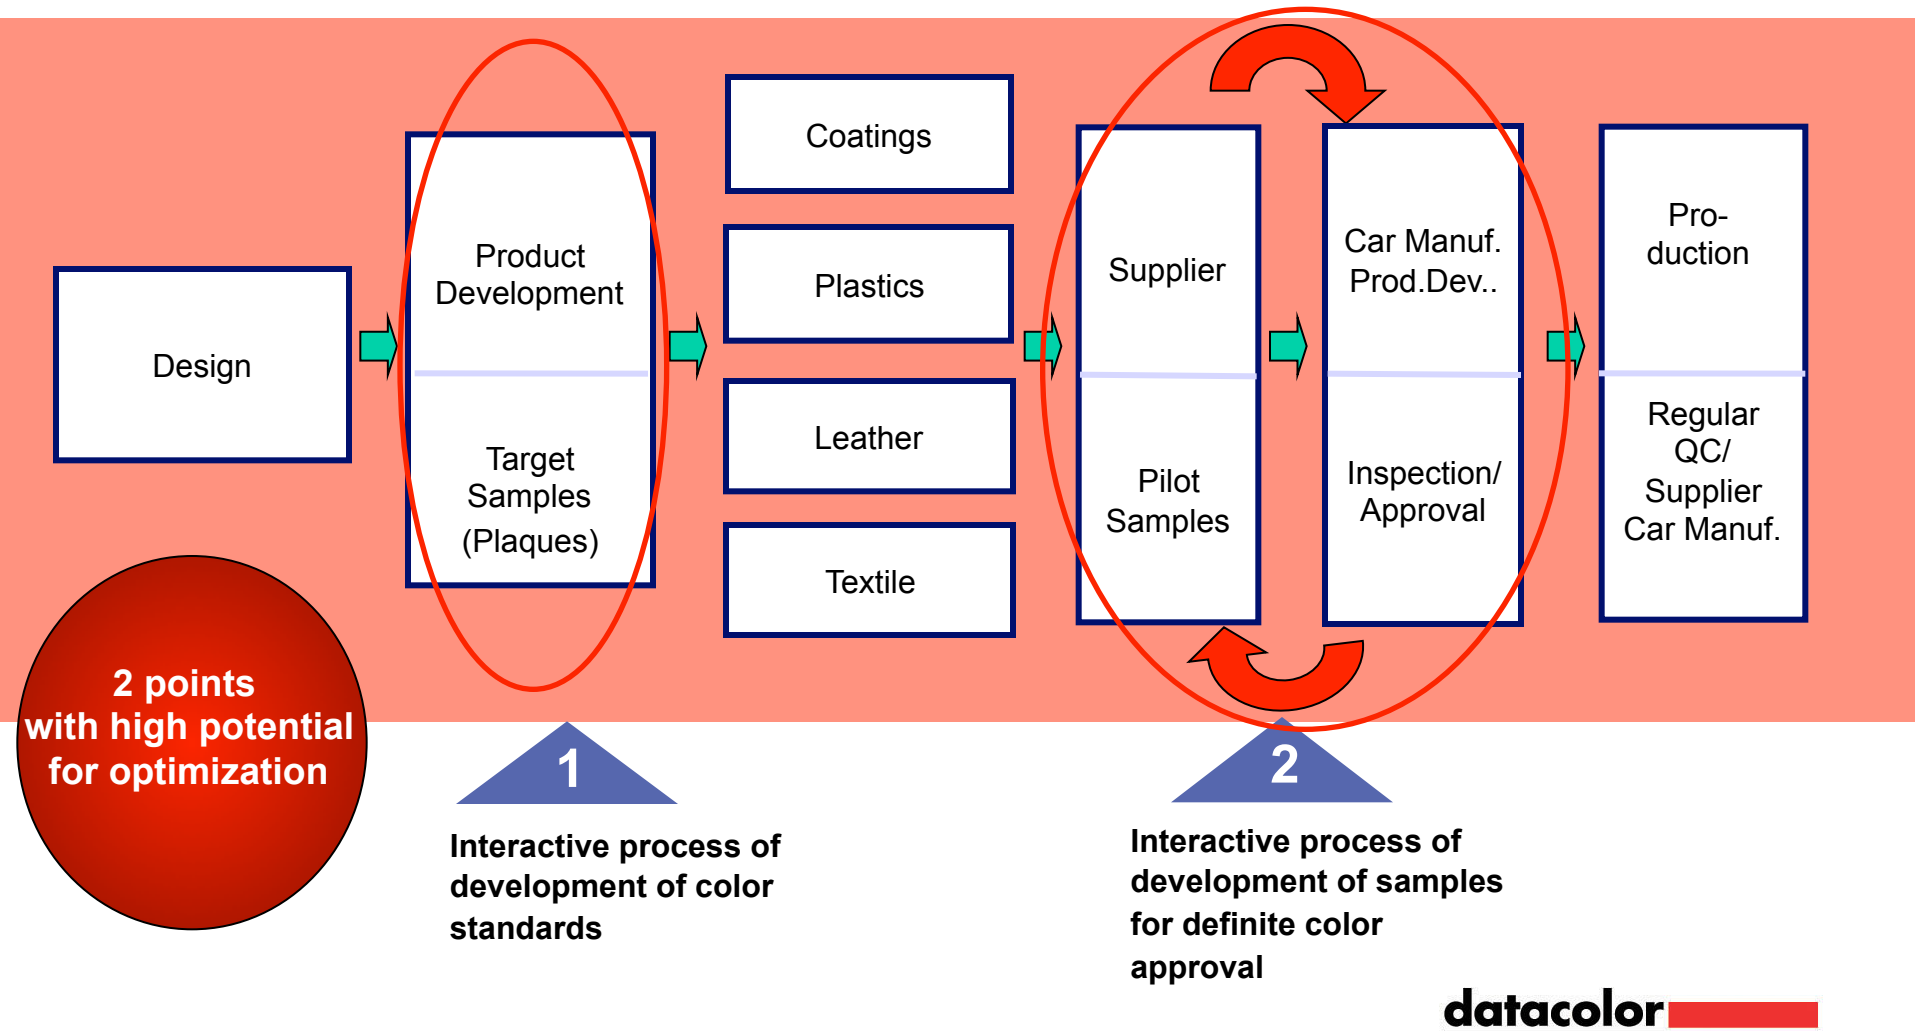 Design
Product
Development
Target
Samples
(Plaques)
Coatings
Plastics
Leather
Textile
Supplier
Pilot
Samples
Car Manuf.
Prod.Dev..
Inspection/
Approval
Pro-
duction
Regular
QC/
Supplier
Car Manuf.
2 points
with high potential
for optimization
1
Interactive process of
development of color
standards
2
Interactive process of
development of samples
for definite color
approval
datacolor